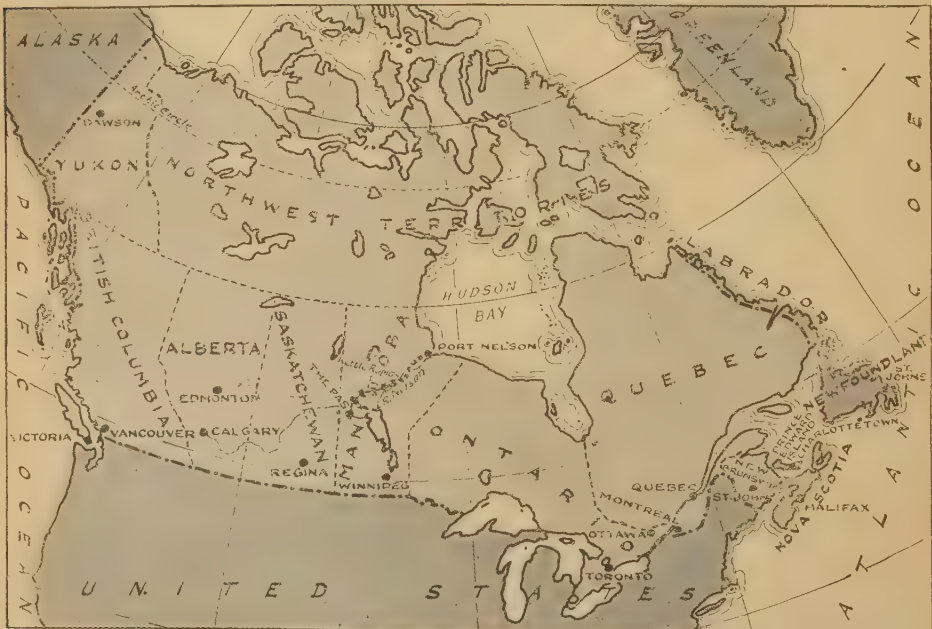 ALASKA
GREENLAND
Arctic Circle
DAWSON
YUKON
NORTHWEST TERRITORIES
PACIFIC OCEAN
ATLANTIC OCEAN
LABRADOR
HUDSON
BAY
BRITISH COLUMBIA
ALBERTA
SASKATCHEWAN
MANITOBA
THE PAS
PORT NELSON
QUEBEC
NEWFOUNDLAND
ST.
JOHNS
EDMONTON
ONTARIO
PRINCE
EDWARD
ISLAND
CHARLOTTETOWN
VICTORIA
VANCOUVER
CALGARY
REGINA
WINNIPEG
QUEBEC
NEW
BRUNSWICK
ST. JOHN
NOVA SCOTIA
HALIFAX
MONTREAL
OTTAWA
TORONTO
UNITED STATES